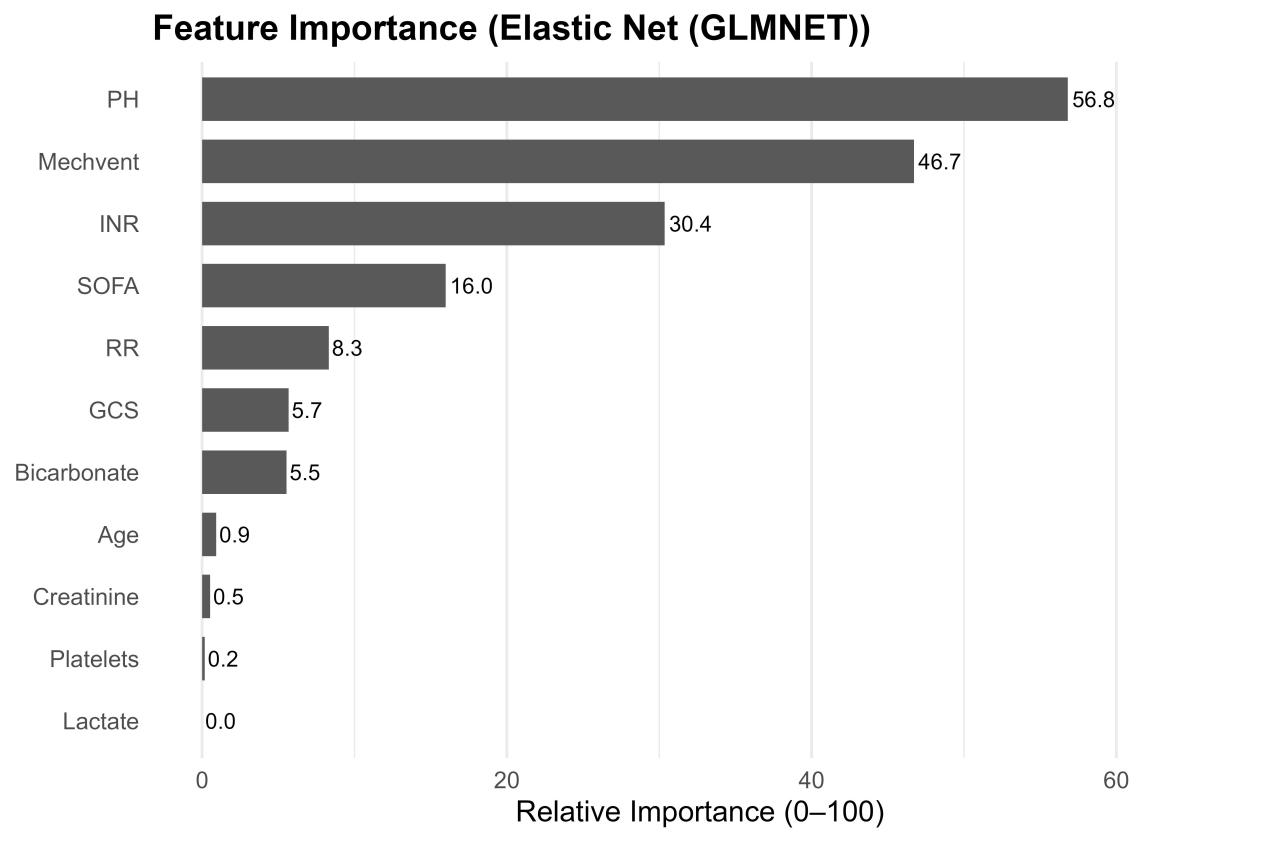 Feature Importance (Elastic Net (GLMNET))
PH 56.8
Mechvent 46.7
INR 30.4
SOFA 16.0
RR 8.3
GCS 5.7
Bicarbonate 5.5
Age 0.9
Creatinine 0.5
Platelets 0.2
Lactate 0.0
0 20 40 60
Relative Importance (0–100)